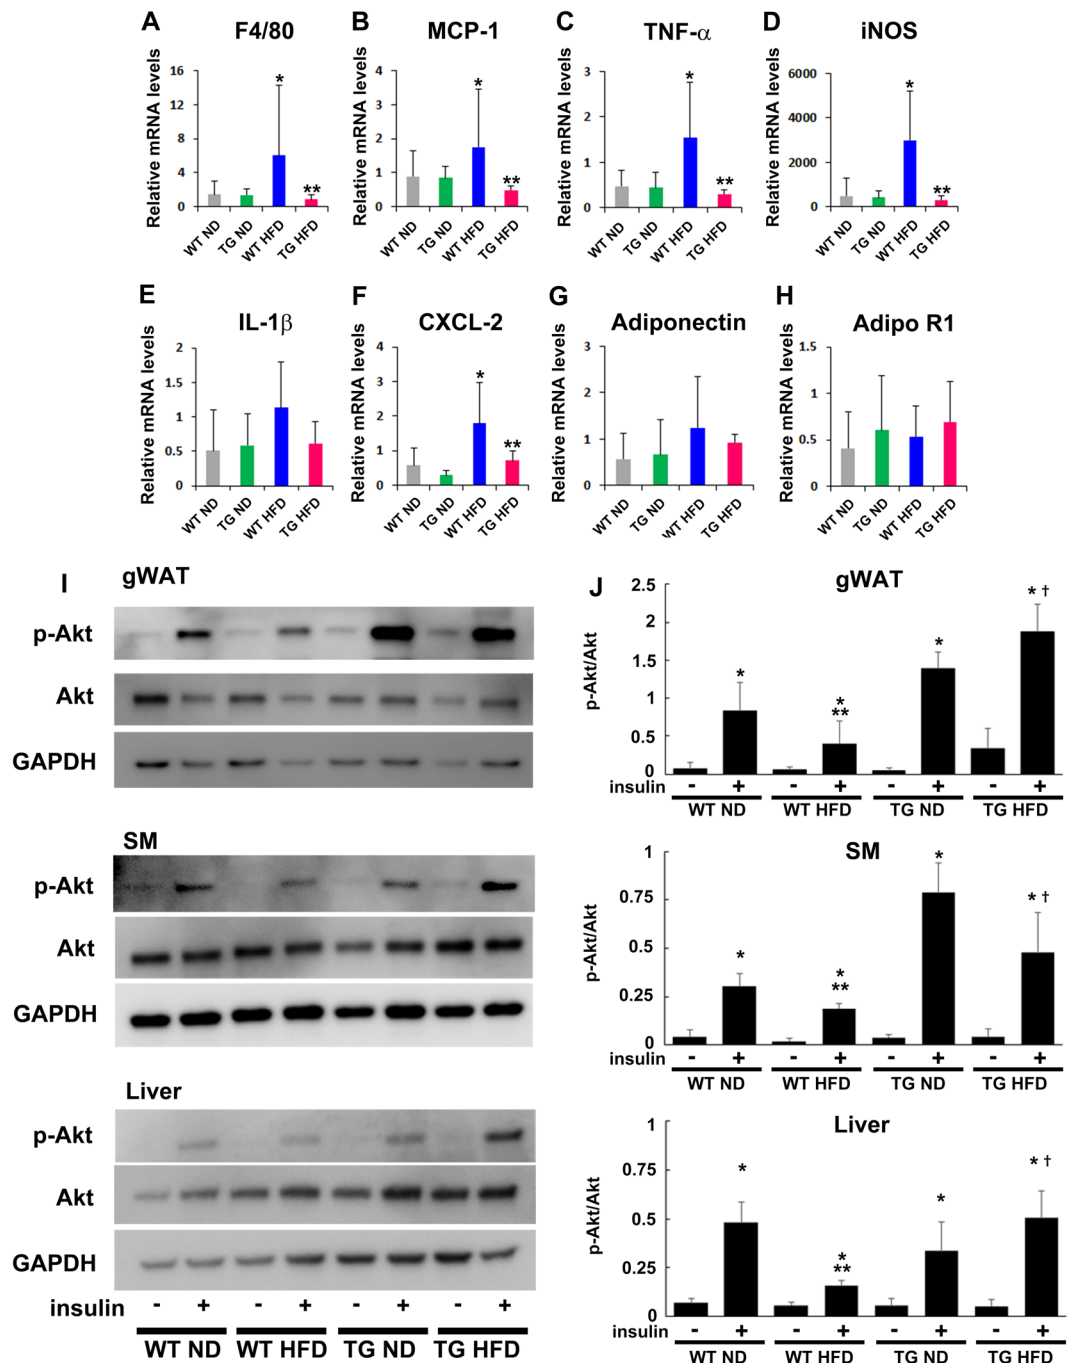 A F4/80
Relative mRNA levels
16
12
8
4
0
WT ND TG ND WT HFD TG HFD
*
**
B MCP-1
Relative mRNA levels
4
3
2
1
0
WT ND TG ND WT HFD TG HFD
*
**
C TNF-α
Relative mRNA levels
3
2
1
0
WT ND TG ND WT HFD TG HFD
*
**
D iNOS
Relative mRNA levels
6000
4000
2000
0
WT ND TG ND WT HFD TG HFD
*
**
E IL-1β
Relative mRNA levels
2
1.5
1
0.5
0
WT ND TG ND WT HFD TG HFD
F CXCL-2
Relative mRNA levels
3
2
1
0
WT ND TG ND WT HFD TG HFD
*
**
G Adiponectin
Relative mRNA levels
3
2
1
0
WT ND TG ND WT HFD TG HFD
H Adipo R1
Relative mRNA levels
1.5
1
0.5
0
WT ND TG ND WT HFD TG HFD
I gWAT
p-Akt
Akt
GAPDH
SM
p-Akt
Akt
GAPDH
Liver
p-Akt
Akt
GAPDH
insulin - + - + - + - +
WT ND WT HFD TG ND TG HFD
J gWAT
p-Akt/Akt
2.5
2
1.5
1
0.5
0
*
*
**
*
* †
insulin - + - + - + - +
WT ND WT HFD TG ND TG HFD
SM
p-Akt/Akt
1
0.75
0.5
0.25
0
*
*
**
*
* †
insulin - + - + - + - +
WT ND WT HFD TG ND TG HFD
Liver
p-Akt/Akt
1
0.75
0.5
0.25
0
*
*
**
*
* †
insulin - + - + - + - +
WT ND WT HFD TG ND TG HFD